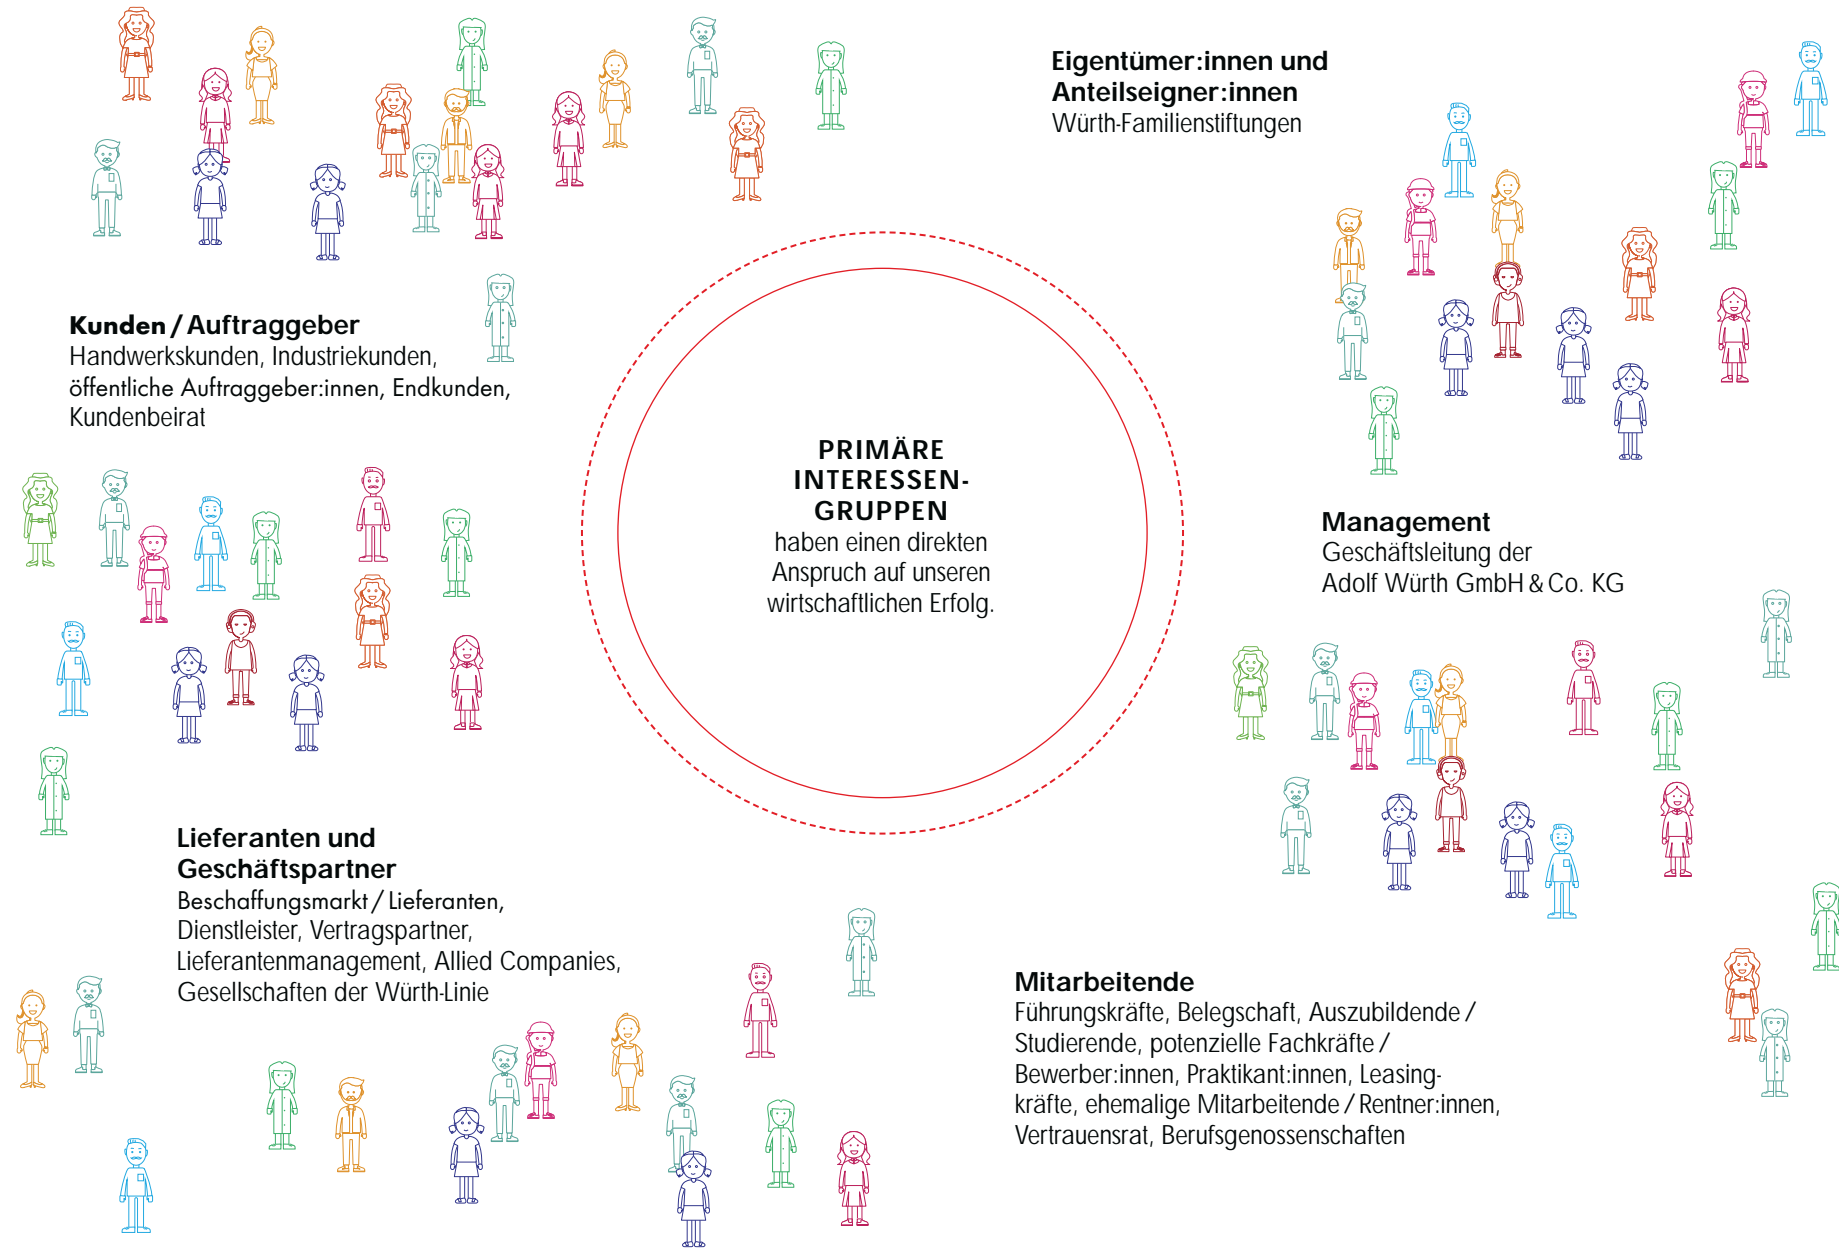 Eigentümer:innen und
Anteilseigner:innen
Würth-Familienstiftungen
Kunden / Auftraggeber
Handwerkskunden, Industriekunden,
öffentliche Auftraggeber:innen, Endkunden,
Kundenbeirat
PRIMÄRE
INTERESSEN-
GRUPPEN
haben einen direkten
Anspruch auf unseren
wirtschaftlichen Erfolg.
Management
Geschäftsleitung der
Adolf Würth GmbH & Co. KG
Lieferanten und
Geschäftspartner
Beschaffungsmarkt / Lieferanten,
Dienstleister, Vertragspartner,
Lieferantenmanagement, Allied Companies,
Gesellschaften der Würth-Linie
Mitarbeitende
Führungskräfte, Belegschaft, Auszubildende /
Studierende, potenzielle Fachkräfte /
Bewerber:innen, Praktikant:innen, Leasing-
kräfte, ehemalige Mitarbeitende / Rentner:innen,
Vertrauensrat, Berufsgenossenschaften